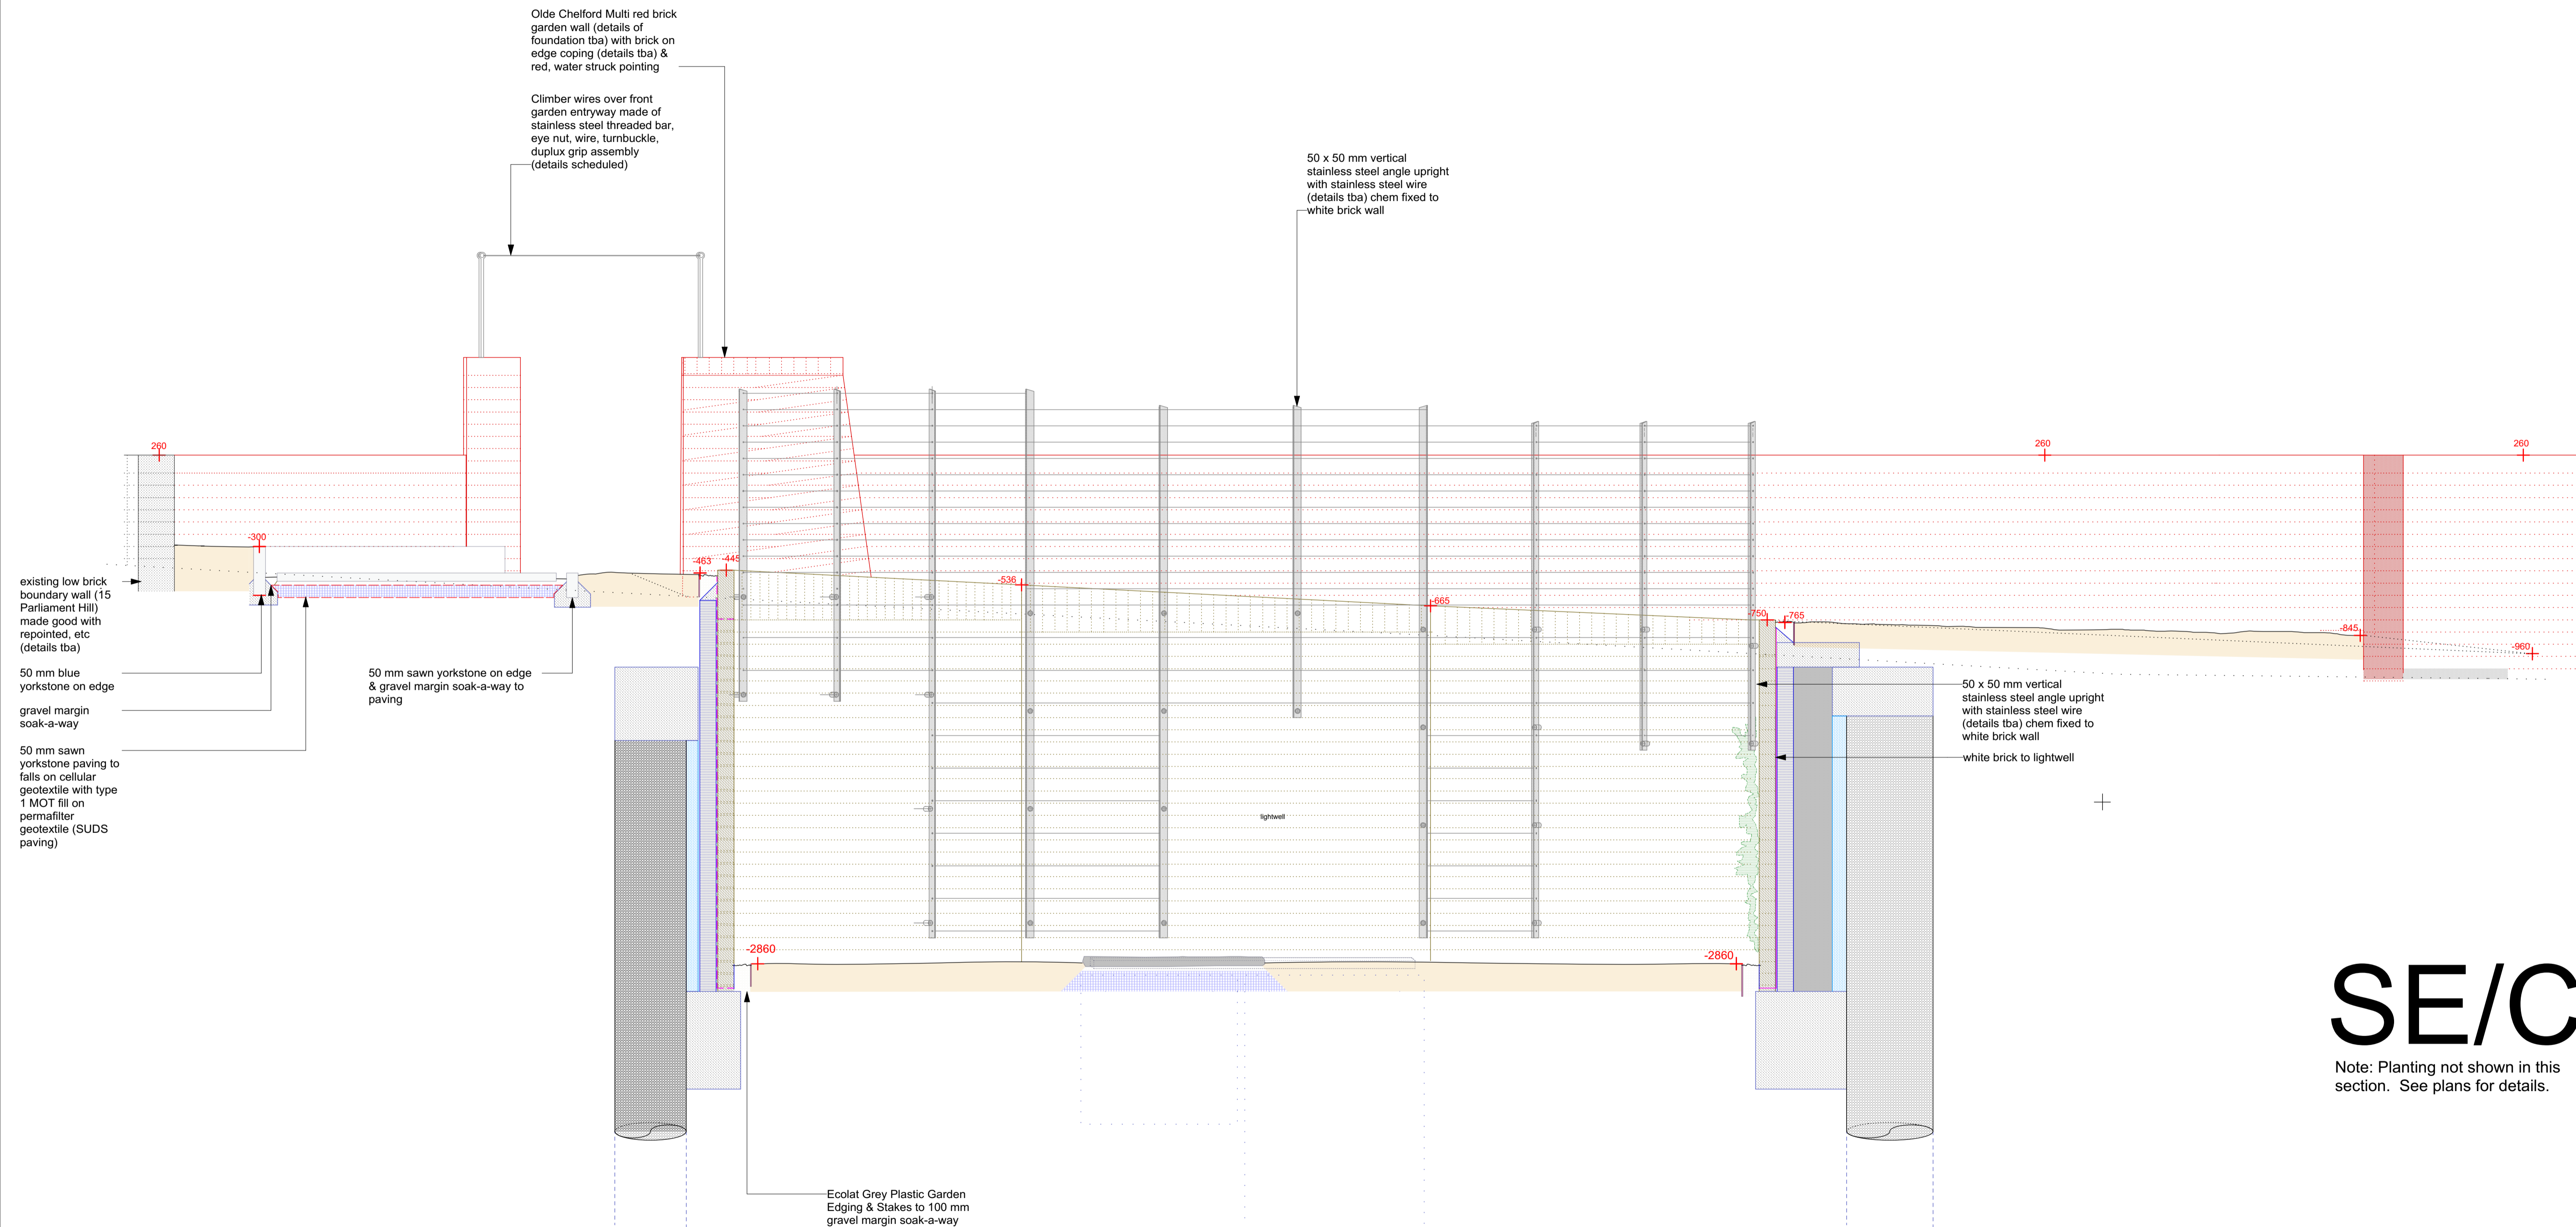 Olde Chelford Multi red brick
garden wall (details of
foundation tba) with brick on
edge coping (details tba) &
red, water struck pointing
Climber wires over front
garden entryway made of
stainless steel threaded bar,
eye nut, wire, turnbuckle,
duplux grip assembly
(details scheduled)
50 x 50 mm vertical
stainless steel angle upright
with stainless steel wire
(details tba) chem fixed to
white brick wall
260
260
260
-300
-463
-445
-536
-665
-750
-765
-845
-960
existing low brick
boundary wall (15
Parliament Hill)
made good with
repointed, etc
(details tba)
50 mm blue
yorkstone on edge
gravel margin
soak-a-way
50 mm sawn
yorkstone paving to
falls on cellular
geotextile with type
1 MOT fill on
permafilter
geotextile (SUDS
paving)
50 mm sawn yorkstone on edge
& gravel margin soak-a-way to
paving
50 x 50 mm vertical
stainless steel angle upright
with stainless steel wire
(details tba) chem fixed to
white brick wall
white brick to lightwell
lightwell
-2860
-2860
SE/C
Note: Planting not shown in this
section. See plans for details.
Ecolat Grey Plastic Garden
Edging & Stakes to 100 mm
gravel margin soak-a-way